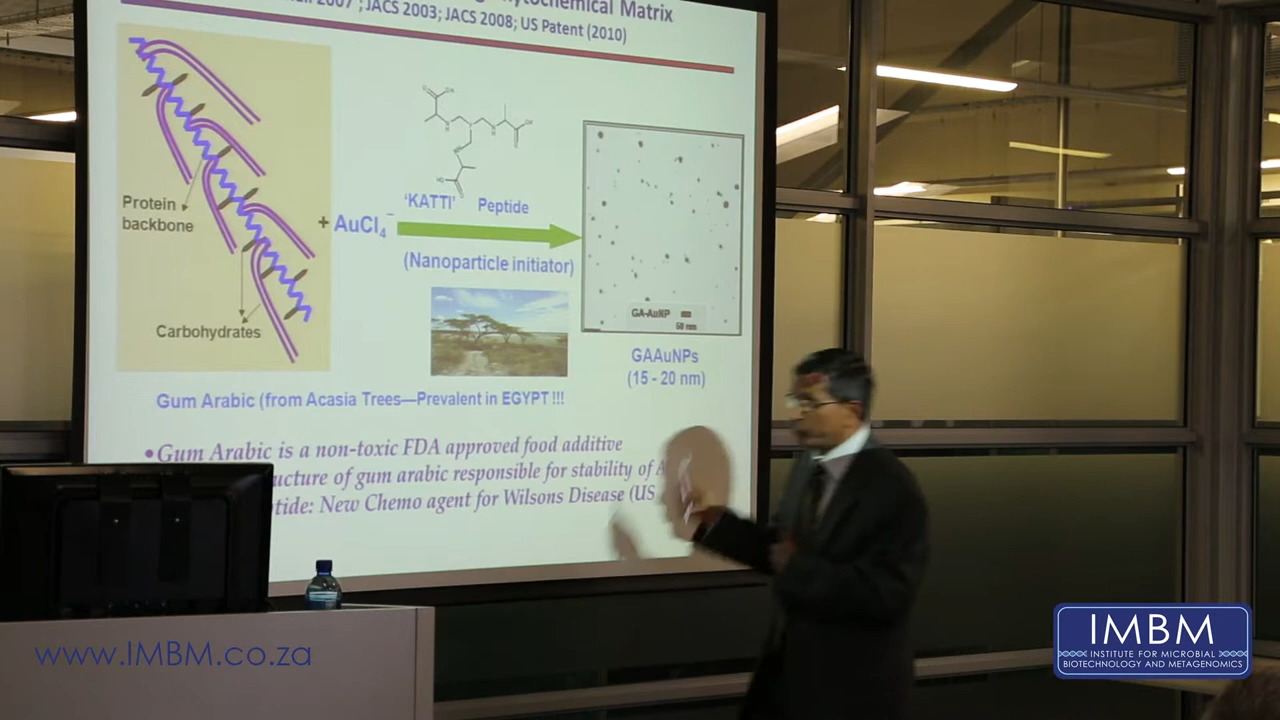 ytochemical Matrix
2007 ; JACS 2003; JACS 2008; US Patent (2010)
Protein
backbone
+ AuCl4-
'KATTI' Peptide
(Nanoparticle initiator)
Carbohydrates
GA-AuNP
50 nm
GAAuNPs
(15 - 20 nm)
Gum Arabic (from Acasia Trees—Prevalent in EGYPT !!!
•Gum Arabic is a non-toxic FDA approved food additive
ucture of gum arabic responsible for stability of A
tide: New Chemo agent for Wilsons Disease (US
www.IMBM.co.za
IMBM
INSTITUTE FOR MICROBIAL
BIOTECHNOLOGY AND METAGENOMICS